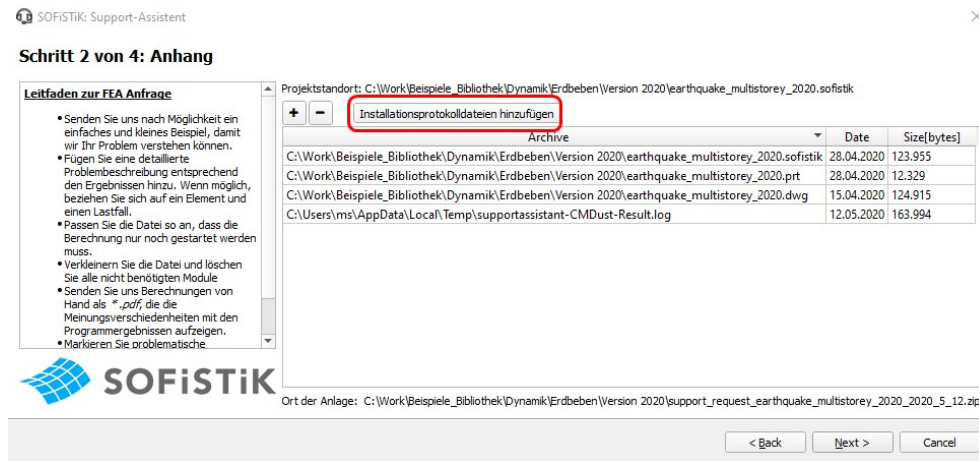 SOFiSTiK: Support-Assistent
Schritt 2 von 4: Anhang
Leitfaden zur FEA Anfrage
• Senden Sie uns nach Möglichkeit ein
einfaches und kleines Beispiel, damit
wir Ihr Problem verstehen können.
• Fügen Sie eine detaillierte
Problembeschreibung entsprechend
den Ergebnissen hinzu. Wenn möglich,
beziehen Sie sich auf ein Element und
einen Lastfall.
• Passen Sie die Datei so an, dass die
Berechnung nur noch gestartet werden
muss.
• Verkleinern Sie die Datei und löschen
Sie alle nicht benötigten Module
• Senden Sie uns Berechnungen von
Hand als *.pdf, die die
Meinungsverschiedenheiten mit den
Programmergebnissen aufzeigen.
• Markieren Sie problematische
SOFiSTiK
Projektstandort: C:\Work\Beispiele_Bibliothek\Dynamik\Erdbeben\Version 2020\earthquake_multistorey_2020.sofistik
+ - Installationsprotokolldateien hinzufügen
Archive Date Size[bytes]
C:\Work\Beispiele_Bibliothek\Dynamik\Erdbeben\Version 2020\earthquake_multistorey_2020.sofistik 28.04.2020 123.955
C:\Work\Beispiele_Bibliothek\Dynamik\Erdbeben\Version 2020\earthquake_multistorey_2020.prt 28.04.2020 12.329
C:\Work\Beispiele_Bibliothek\Dynamik\Erdbeben\Version 2020\earthquake_multistorey_2020.dwg 15.04.2020 124.915
C:\Users\ms\AppData\Local\Temp\supportassistant-CMDust-Result.log 12.05.2020 163.994
Ort der Anlage: C:\Work\Beispiele_Bibliothek\Dynamik\Erdbeben\Version 2020\support_request_earthquake_multistorey_2020_2020_5_12.zip
< Back Next > Cancel